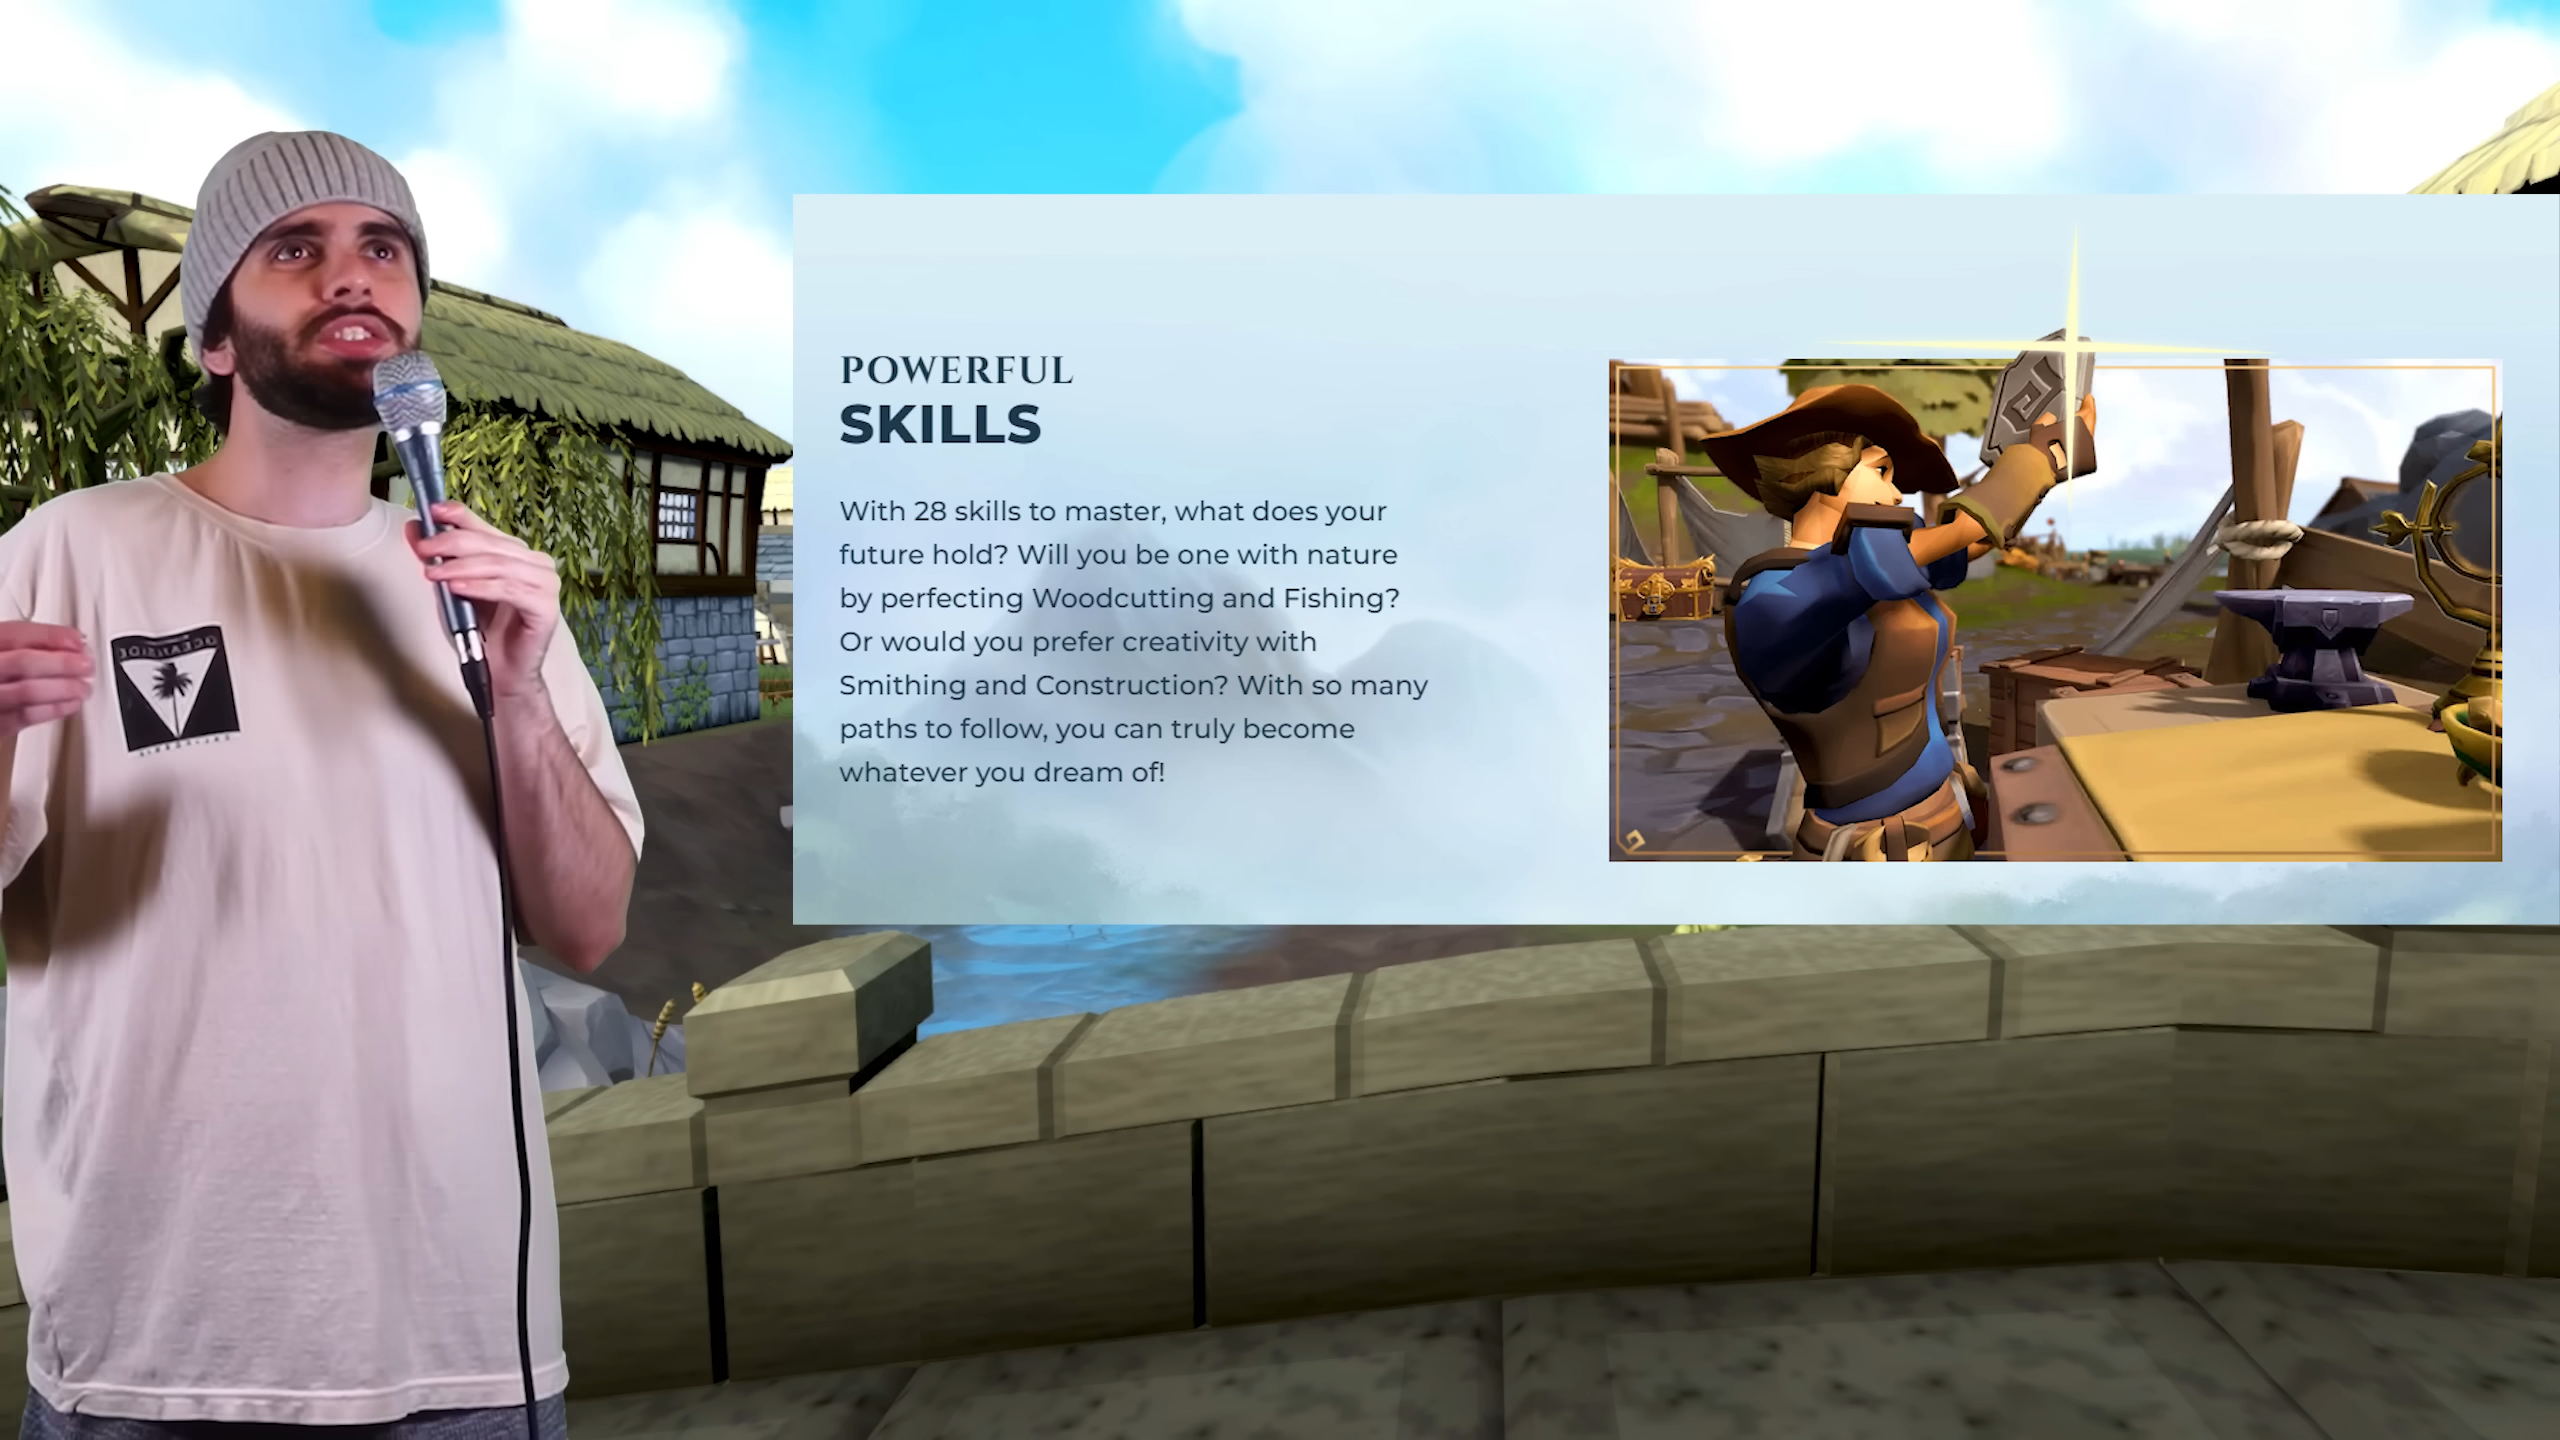 POWERFUL
SKILLS
With 28 skills to master, what does your
future hold? Will you be one with nature
by perfecting Woodcutting and Fishing?
Or would you prefer creativity with
Smithing and Construction? With so many
paths to follow, you can truly become
whatever you dream of!
OCEANSIDE